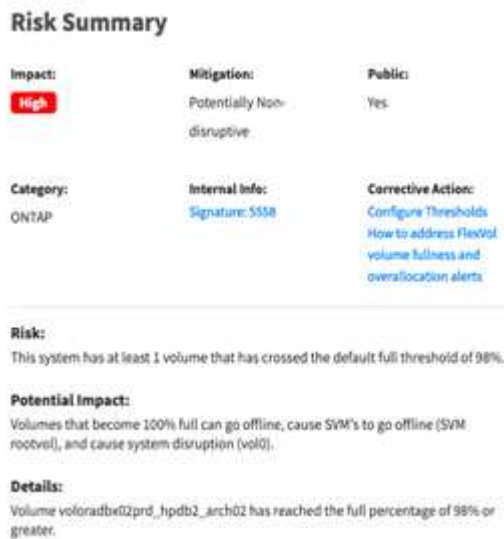 Risk Summary
Impact: Mitigation: Public:
High Potentially Non- Yes
disruptive
Category: Internal Info: Corrective Action:
ONTAP Signature: 5558 Configure Thresholds
How to address FlexVol
volume fullness and
overallocation alerts
Risk:
This system has at least 1 volume that has crossed the default full threshold of 98%.
Potential Impact:
Volumes that become 100% full can go offline, cause SVM's to go offline (SVM
rootvol), and cause system disruption (vol0).
Details:
Volume voloradbx02prd_hpdb2_arch02 has reached the full percentage of 98% or
greater.